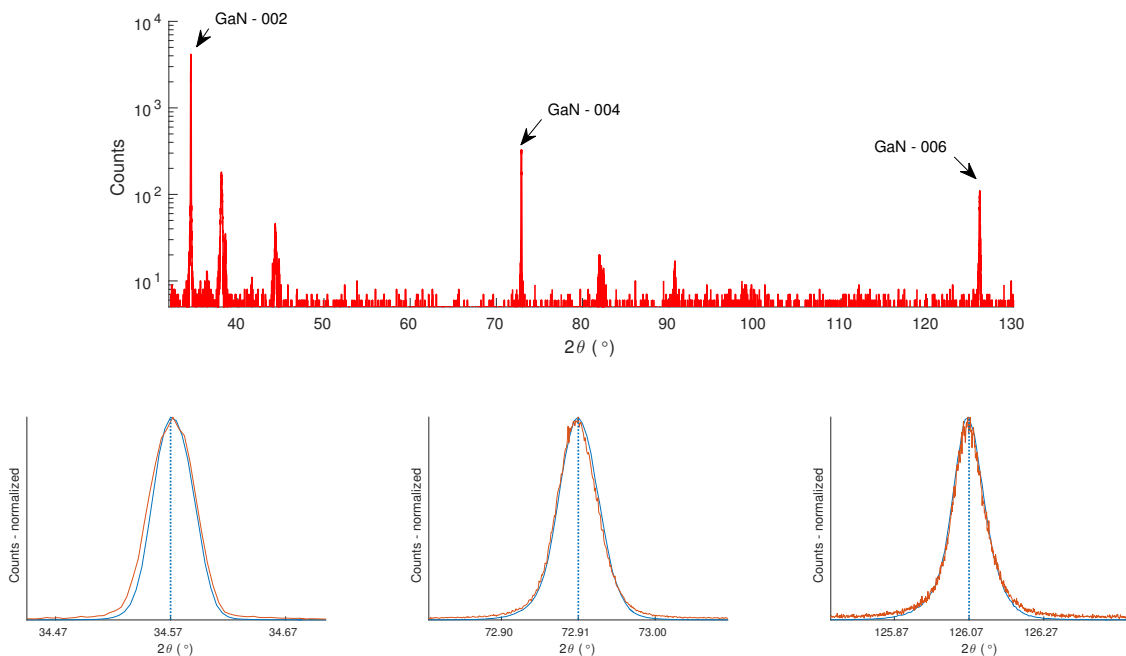 GaN - 002
GaN - 004
GaN - 006
10^4
10^3
10^2
10^1
Counts
40 50 60 70 80 90 100 110 120 130
2θ (°)
Counts - normalized
34.47 34.57 34.67
2θ (°)
Counts - normalized
72.90 72.91 73.00
2θ (°)
Counts - normalized
125.87 126.07 126.27
2θ (°)